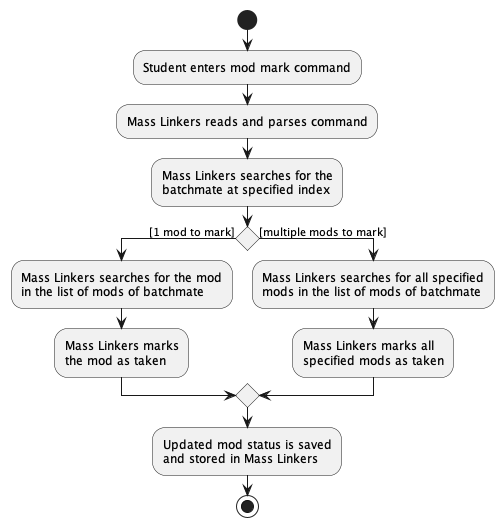 Student enters mod mark command
Mass Linkers reads and parses command
Mass Linkers searches for the
batchmate at specified index
[1 mod to mark]
[multiple mods to mark]
Mass Linkers searches for the mod
in the list of mods of batchmate
Mass Linkers searches for all specified
mods in the list of mods of batchmate
Mass Linkers marks
the mod as taken
Mass Linkers marks all
specified mods as taken
Updated mod status is saved
and stored in Mass Linkers